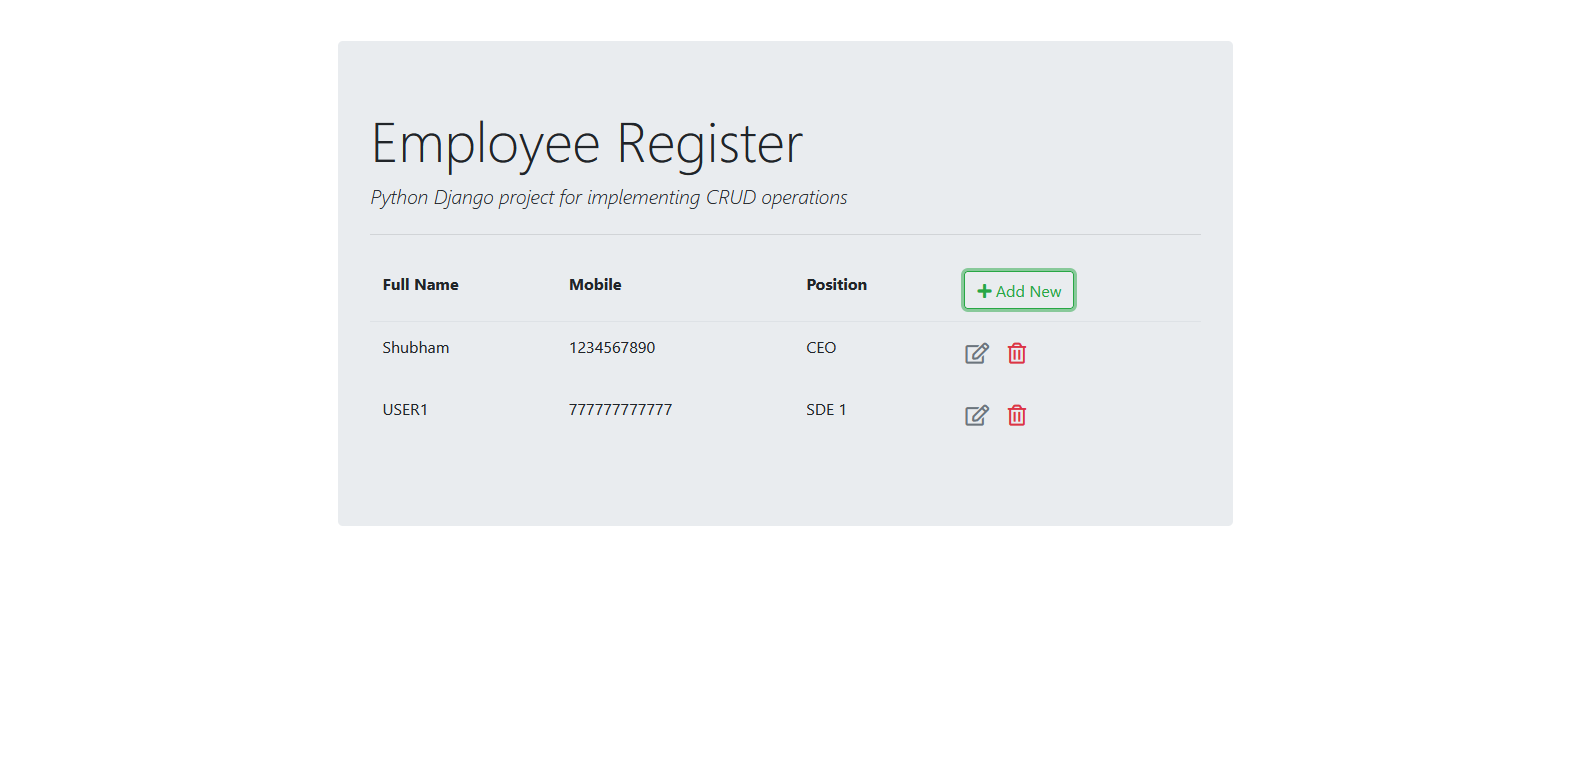 Employee Register
Python Django project for implementing CRUD operations
Full Name Mobile Position Add New
Shubham 1234567890 CEO
USER1 777777777777 SDE 1